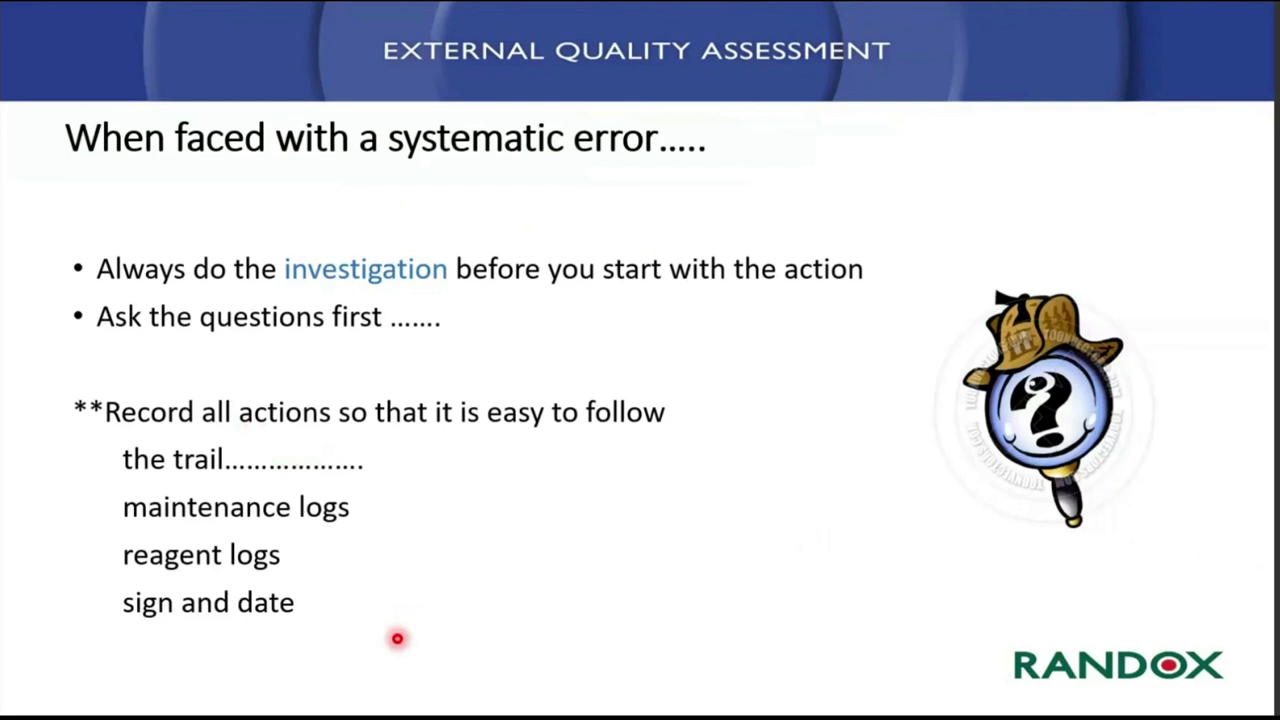 EXTERNAL QUALITY ASSESSMENT
When faced with a systematic error.....
• Always do the investigation before you start with the action
• Ask the questions first .......
**Record all actions so that it is easy to follow
the trail...................
maintenance logs
reagent logs
sign and date
?
RANDOX